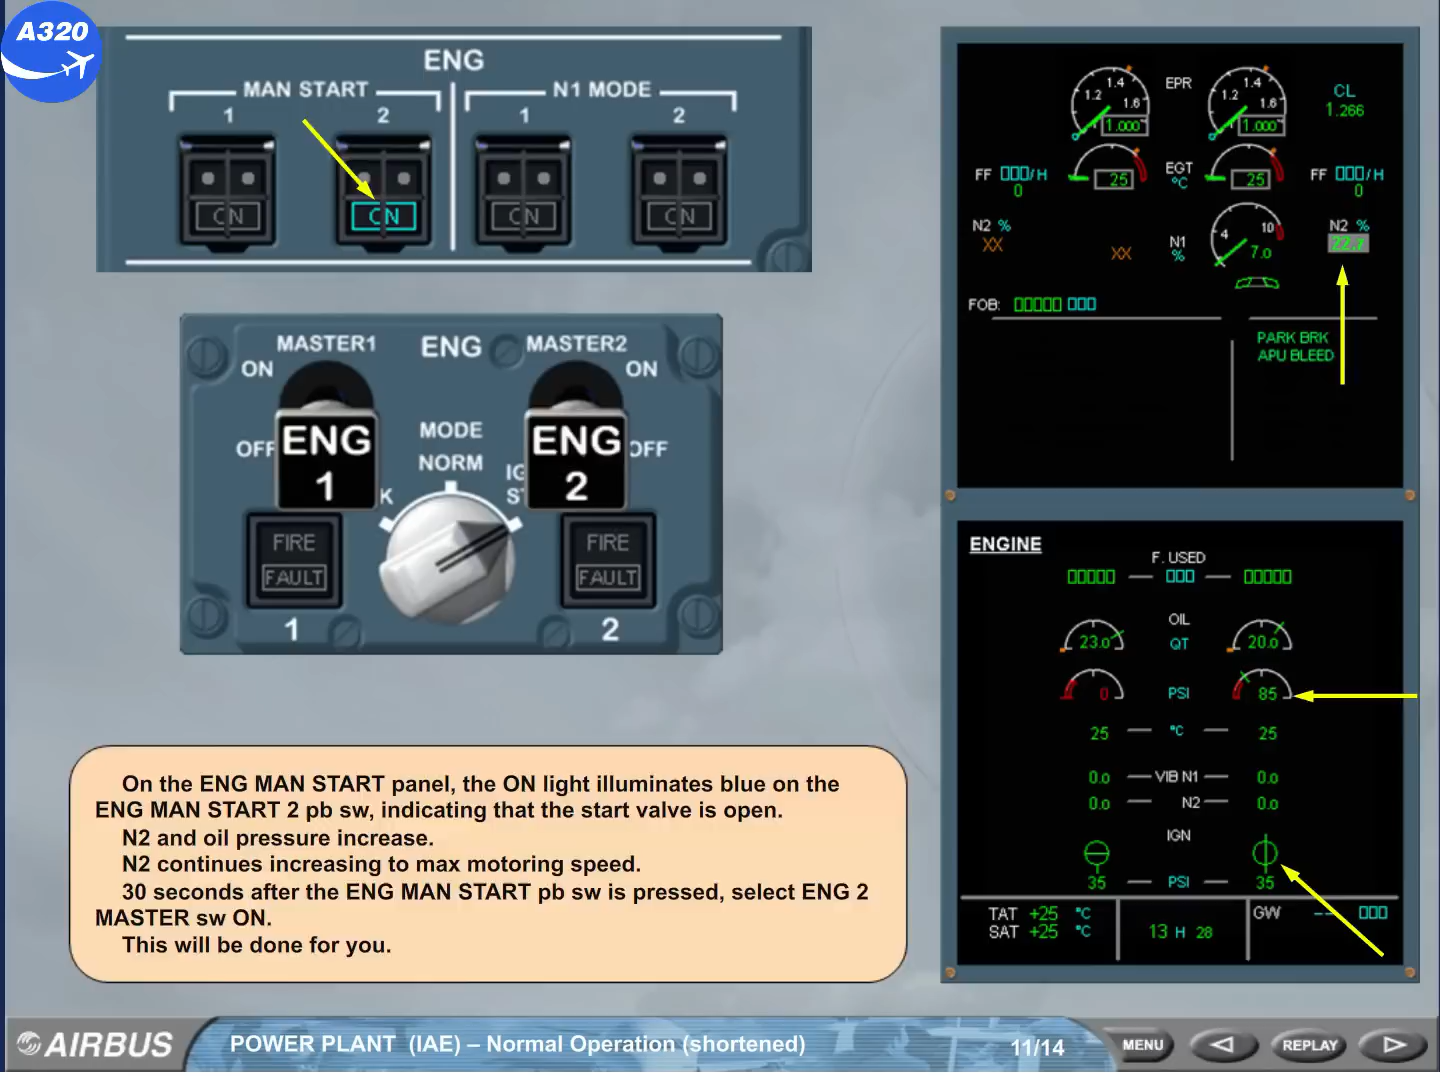 A320
ENG
MAN START
N1 MODE
1
2
1
2
ON
ON
ON
ON
MASTER1
ENG
MASTER2
ON
ON
OFF
ENG
1
MODE
NORM
ENG
2
OFF
K
FIRE
FAULT
FIRE
FAULT
1
2
EPR
1.2
1.4
1.6
1.000
1.2
1.4
1.6
1.000
CL
1.266
FF /H
0
25
EGT
°C
25
FF /H
0
N2 %
XX
XX
N1
%
4
10
7.0
N2 %
FOB:
PARK BRK
APU BLEED
ENGINE
F. USED
OIL
23.0
QT
20.0
0
PSI
85
25
°C
25
0.0
VIB N1
0.0
0.0
N2
0.0
IGN
35
PSI
35
TAT +25 °C
SAT +25 °C
13 H 28
GW --
On the ENG MAN START panel, the ON light illuminates blue on the
ENG MAN START 2 pb sw, indicating that the start valve is open.
N2 and oil pressure increase.
N2 continues increasing to max motoring speed.
30 seconds after the ENG MAN START pb sw is pressed, select ENG 2
MASTER sw ON.
This will be done for you.
AIRBUS
POWER PLANT (IAE) – Normal Operation (shortened)
11/14
MENU
REPLAY